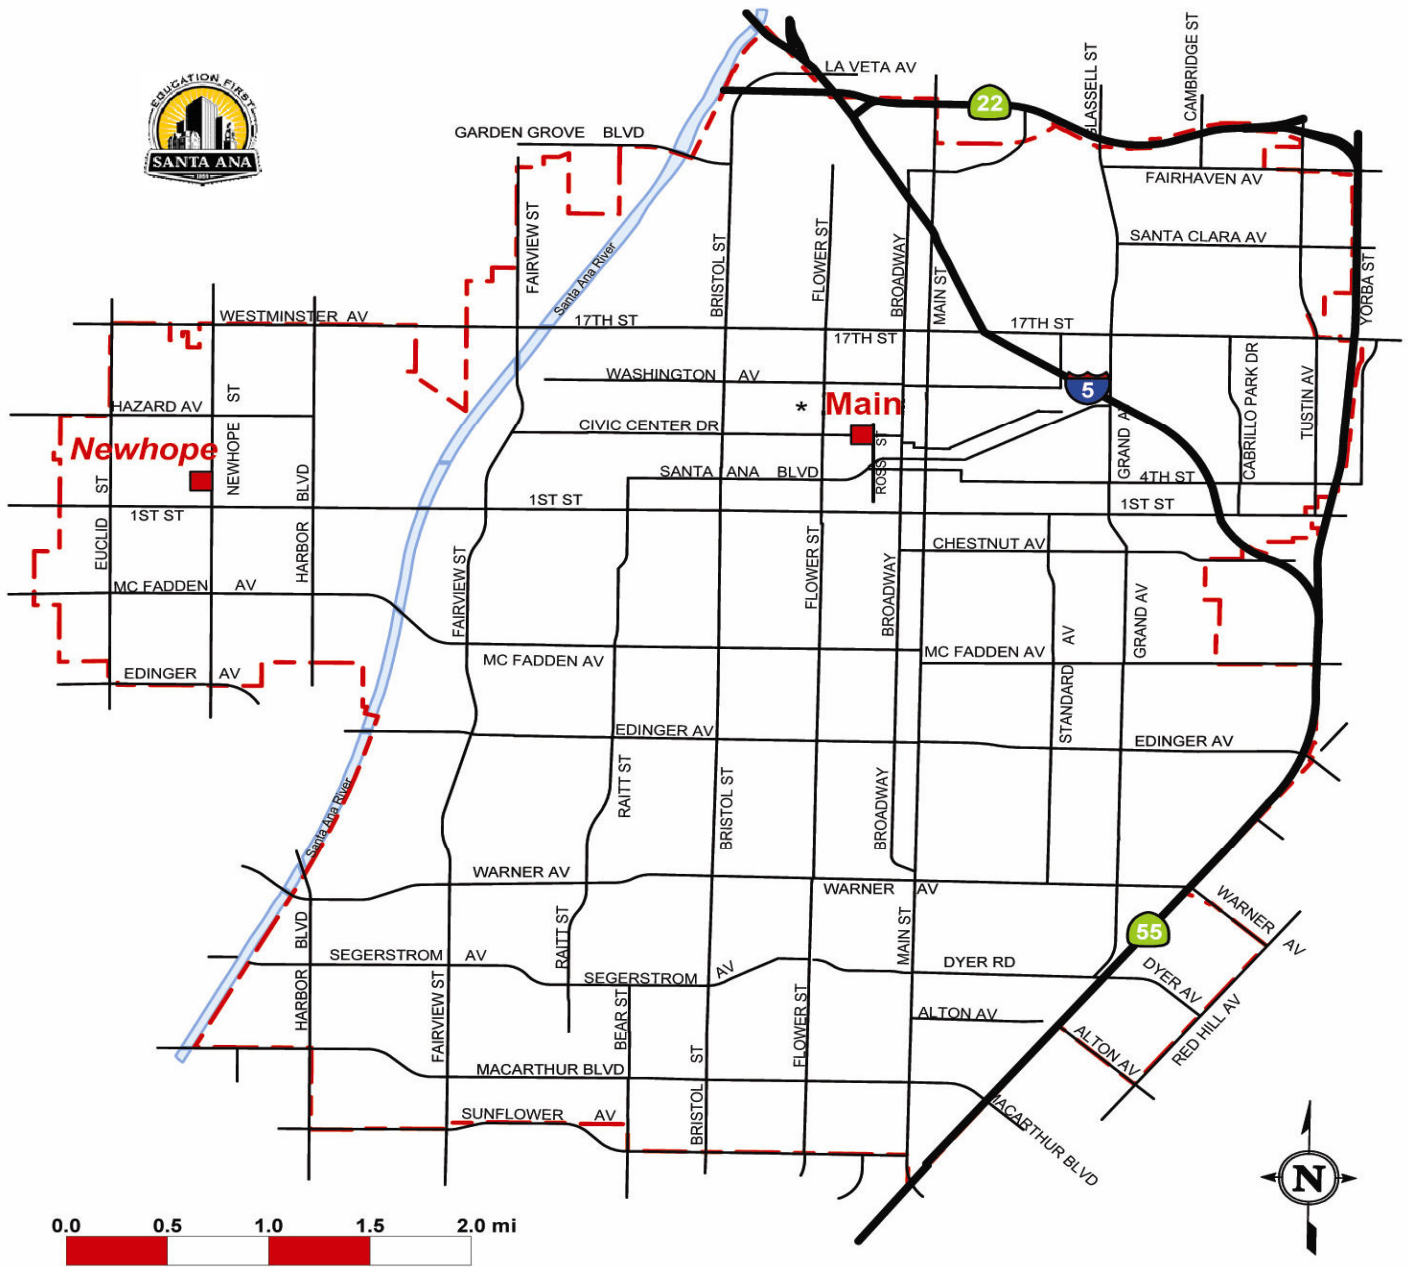 LA VETA AV
GLASSELL ST
CAMBRIDGE ST
EDUCATION FIRST
SANTA ANA
22
GARDEN GROVE BLVD
FAIRHAVEN AV
FAIRVIEW ST
Santa Ana River
BRISTOL ST
FLOWER ST
BROADWAY
MAIN ST
SANTA CLARA AV
YORBA ST
WESTMINSTER AV
17TH ST
17TH ST
17TH ST
WASHINGTON AV
5
CABRILLO PARK DR
TUSTIN AV
HAZARD AV
NEWHOPE ST
* Main
CIVIC CENTER DR
ROSS ST
GRAND AV
Newhope
SANTA ANA BLVD
4TH ST
EUCLID ST
HARBOR BLVD
1ST ST
1ST ST
1ST ST
FAIRVIEW ST
FLOWER ST
BROADWAY
CHESTNUT AV
MC FADDEN AV
GRAND AV
STANDARD AV
MC FADDEN AV
MC FADDEN AV
EDINGER AV
EDINGER AV
EDINGER AV
RAITT ST
BRISTOL ST
BROADWAY
Santa Ana River
WARNER AV
WARNER AV
WARNER AV
HARBOR BLVD
RAITT ST
MAIN ST
55
SEGERSTROM AV
SEGERSTROM AV
DYER RD
DYER AV
FAIRVIEW ST
BEAR ST
FLOWER ST
ALTON AV
ALTON AV
RED HILL AV
MACARTHUR BLVD
BRISTOL ST
MACARTHUR BLVD
SUNFLOWER AV
N
0.0 0.5 1.0 1.5 2.0 mi